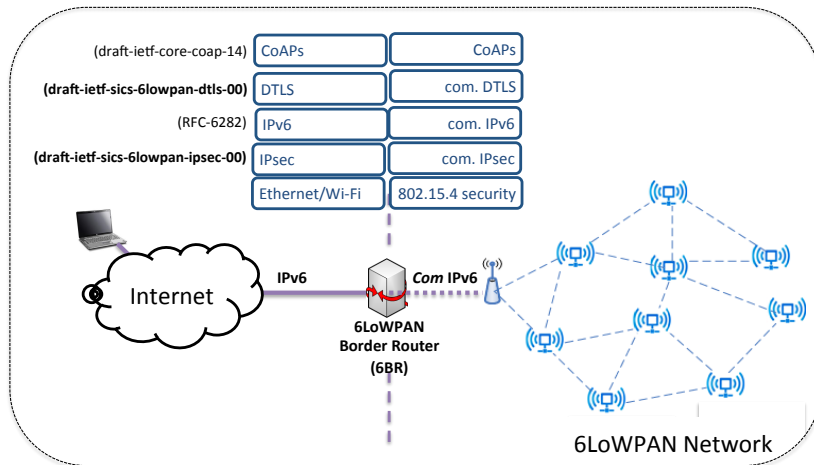 (draft-ietf-core-coap-14) CoAPs CoAPs
(draft-ietf-sics-6lowpan-dtls-00) DTLS com. DTLS
(RFC-6282) IPv6 com. IPv6
(draft-ietf-sics-6lowpan-ipsec-00) IPsec com. IPsec
Ethernet/Wi-Fi 802.15.4 security
Internet
IPv6
Com IPv6
6LoWPAN
Border Router
(6BR)
6LoWPAN Network